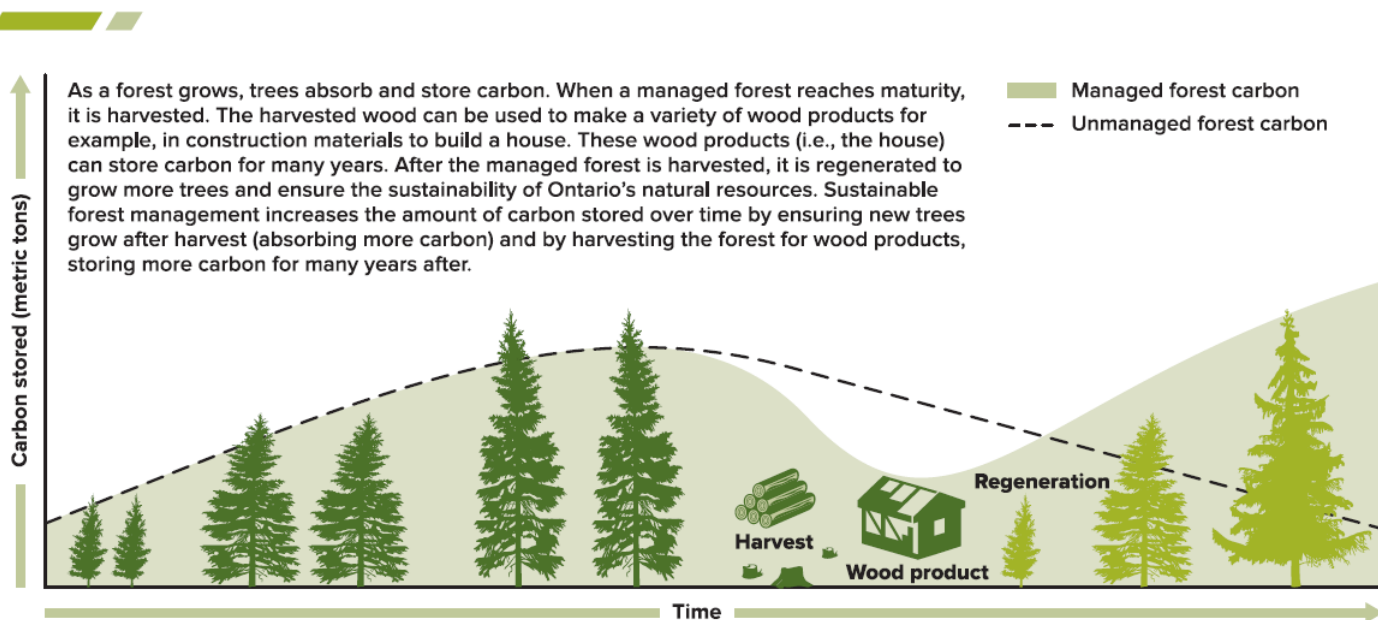 As a forest grows, trees absorb and store carbon. When a managed forest reaches maturity,
it is harvested. The harvested wood can be used to make a variety of wood products for
example, in construction materials to build a house. These wood products (i.e., the house)
can store carbon for many years. After the managed forest is harvested, it is regenerated to
grow more trees and ensure the sustainability of Ontario’s natural resources. Sustainable
forest management increases the amount of carbon stored over time by ensuring new trees
grow after harvest (absorbing more carbon) and by harvesting the forest for wood products,
storing more carbon for many years after.
Managed forest carbon
Unmanaged forest carbon
Carbon stored (metric tons)
Regeneration
Harvest
Wood product
Time